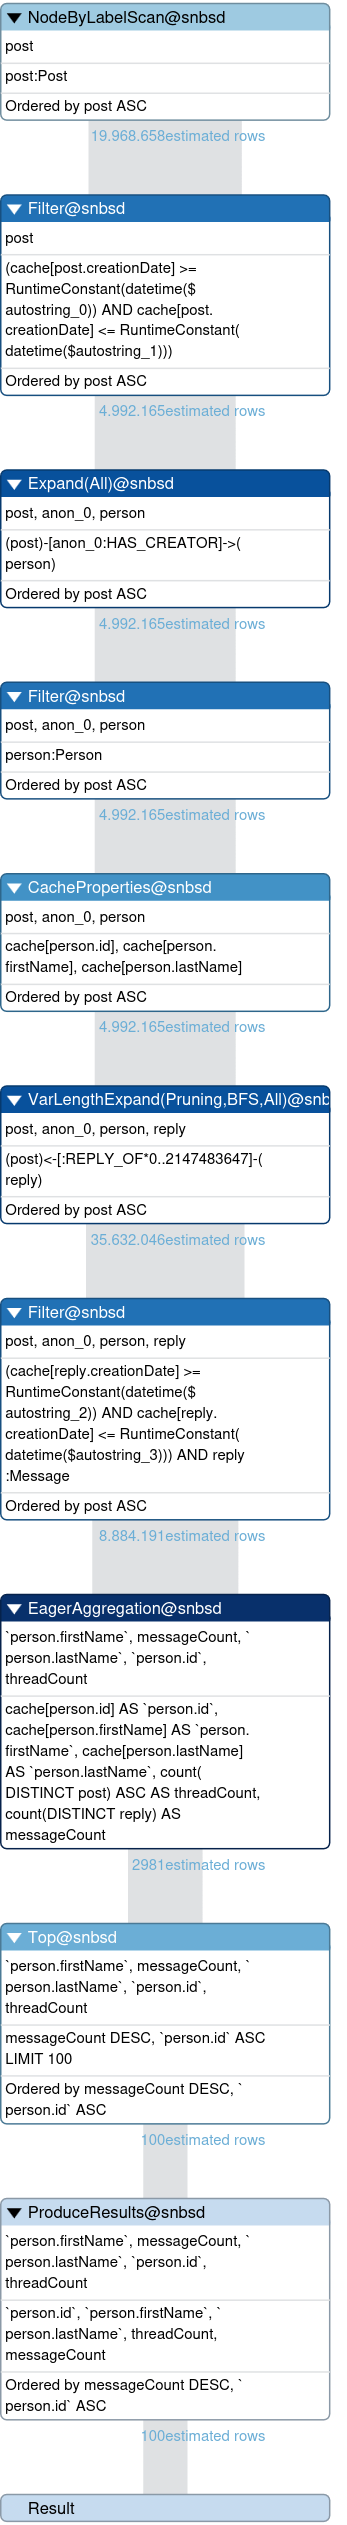 NodeByLabelScan@snbsd
post
post:Post
Ordered by post ASC
19.968.658estimated rows
Filter@snbsd
post
(cache[post.creationDate] >=
RuntimeConstant(datetime($
autostring_0)) AND cache[post.
creationDate] <= RuntimeConstant(
datetime($autostring_1)))
Ordered by post ASC
4.992.165estimated rows
Expand(All)@snbsd
post, anon_0, person
(post)-[anon_0:HAS_CREATOR]->(
person)
Ordered by post ASC
4.992.165estimated rows
Filter@snbsd
post, anon_0, person
person:Person
Ordered by post ASC
4.992.165estimated rows
CacheProperties@snbsd
post, anon_0, person
cache[person.id], cache[person.
firstName], cache[person.lastName]
Ordered by post ASC
4.992.165estimated rows
VarLengthExpand(Pruning,BFS,All)@snb
post, anon_0, person, reply
(post)<-[:REPLY_OF*0..2147483647]-(
reply)
Ordered by post ASC
35.632.046estimated rows
Filter@snbsd
post, anon_0, person, reply
(cache[reply.creationDate] >=
RuntimeConstant(datetime($
autostring_2)) AND cache[reply.
creationDate] <= RuntimeConstant(
datetime($autostring_3))) AND reply
:Message
Ordered by post ASC
8.884.191estimated rows
EagerAggregation@snbsd
`person.firstName`, messageCount, `
person.lastName`, `person.id`,
threadCount
cache[person.id] AS `person.id`,
cache[person.firstName] AS `person.
firstName`, cache[person.lastName]
AS `person.lastName`, count(
DISTINCT post) ASC AS threadCount,
count(DISTINCT reply) AS
messageCount
2981estimated rows
Top@snbsd
`person.firstName`, messageCount, `
person.lastName`, `person.id`,
threadCount
messageCount DESC, `person.id` ASC
LIMIT 100
Ordered by messageCount DESC, `
person.id` ASC
100estimated rows
ProduceResults@snbsd
`person.firstName`, messageCount, `
person.lastName`, `person.id`,
threadCount
`person.id`, `person.firstName`, `
person.lastName`, threadCount,
messageCount
Ordered by messageCount DESC, `
person.id` ASC
100estimated rows
Result